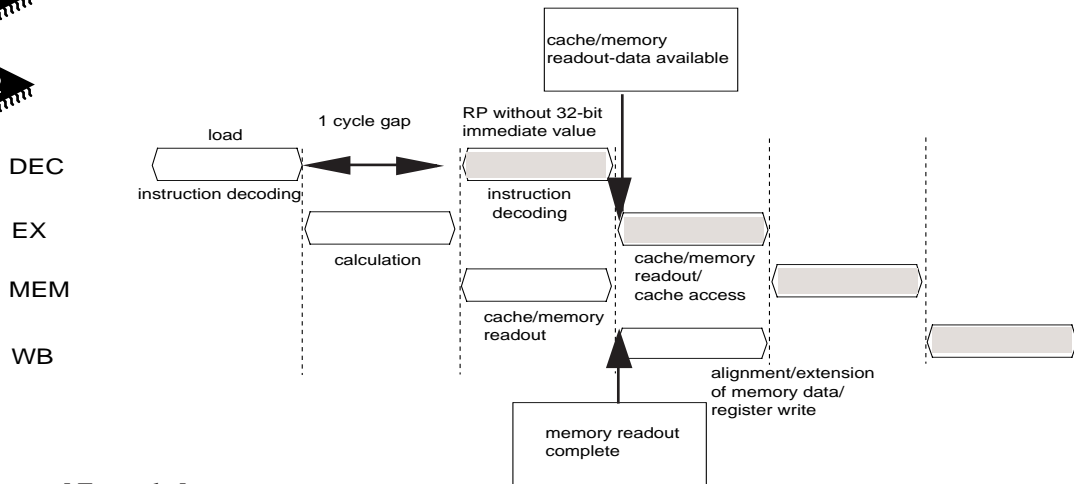 cache/memory
readout-data available
RP without 32-bit
immediate value
1 cycle gap
load
DEC
instruction decoding
instruction
decoding
EX
calculation
cache/memory
readout/
cache access
MEM
cache/memory
readout
WB
alignment/extension
of memory data/
register write
memory readout
complete